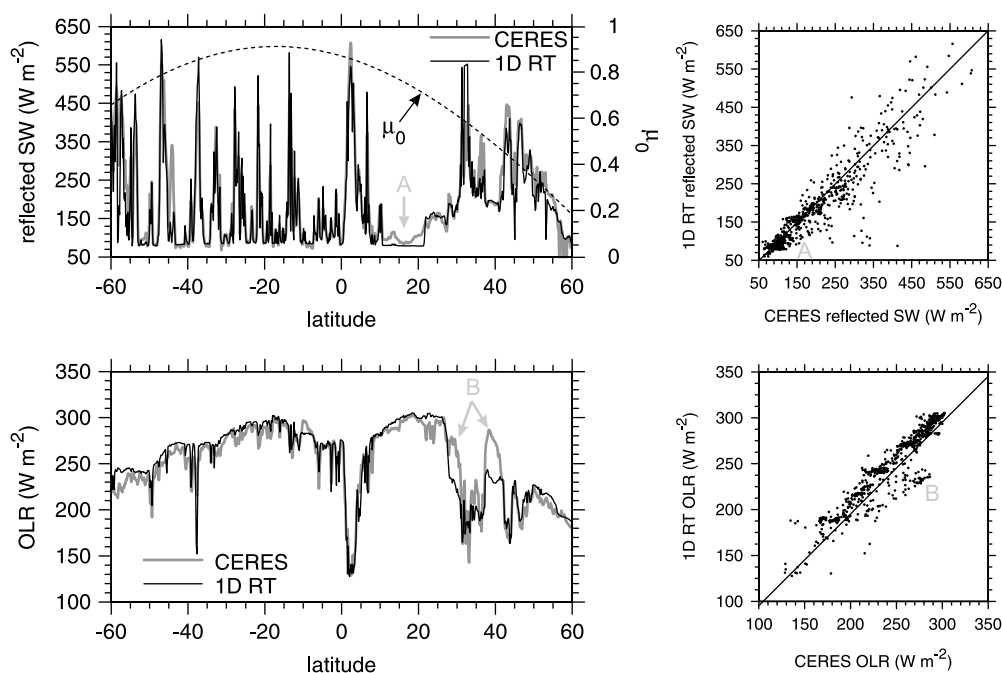 650
550
450
350
250
150
50
reflected SW (W m-2)
CERES
1D RT
μ0
A
1
0.8
0.6
0.4
0.2
0
μ0
-60 -40 -20 0 20 40 60
latitude
650
550
450
350
250
150
50
1D RT reflected SW (W m-2)
A
50 150 250 350 450 550 650
CERES reflected SW (W m-2)
350
300
250
200
150
100
OLR (W m-2)
B
CERES
1D RT
-60 -40 -20 0 20 40 60
latitude
350
300
250
200
150
100
1D RT OLR (W m-2)
B
100 150 200 250 300 350
CERES OLR (W m-2)